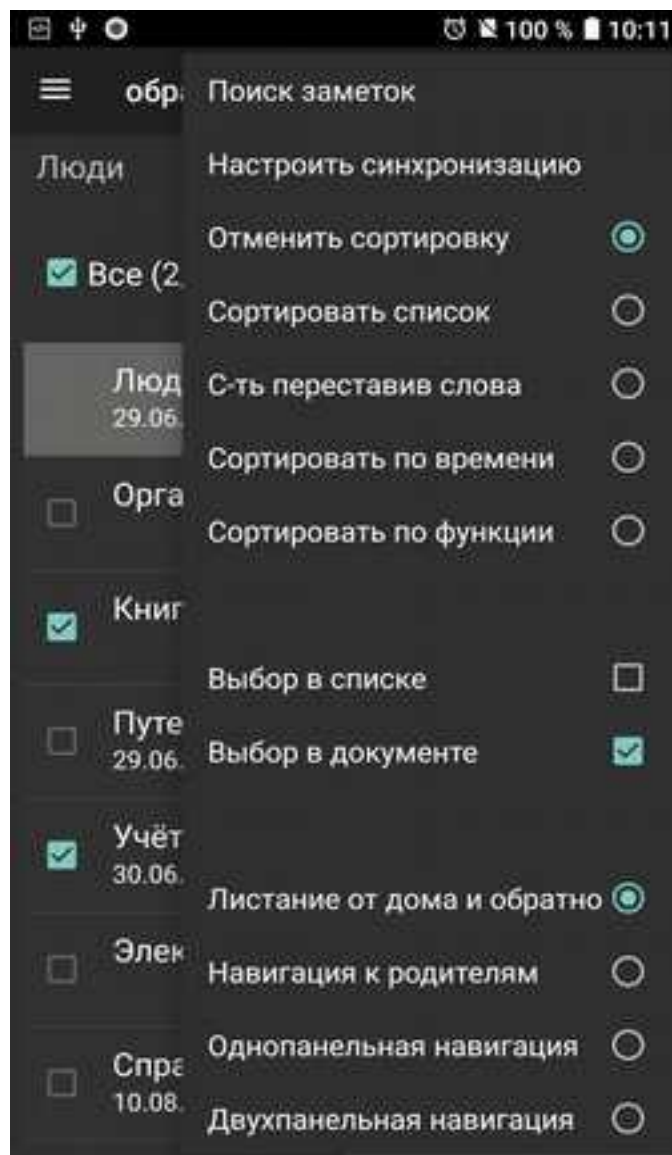 100 % 10:11
обра
Поиск заметок
Люди
Настроить синхронизацию
Отменить сортировку
Все (2
Сортировать список
Люд
С-ть переставив слова
29.06.
Сортировать по времени
Орга
Сортировать по функции
Книг
Выбор в списке
Путе
Выбор в документе
29.06.
Учёт
30.06.
Листание от дома и обратно
Элек
Навигация к родителям
Однопанельная навигация
Спра
10.08.
Двухпанельная навигация